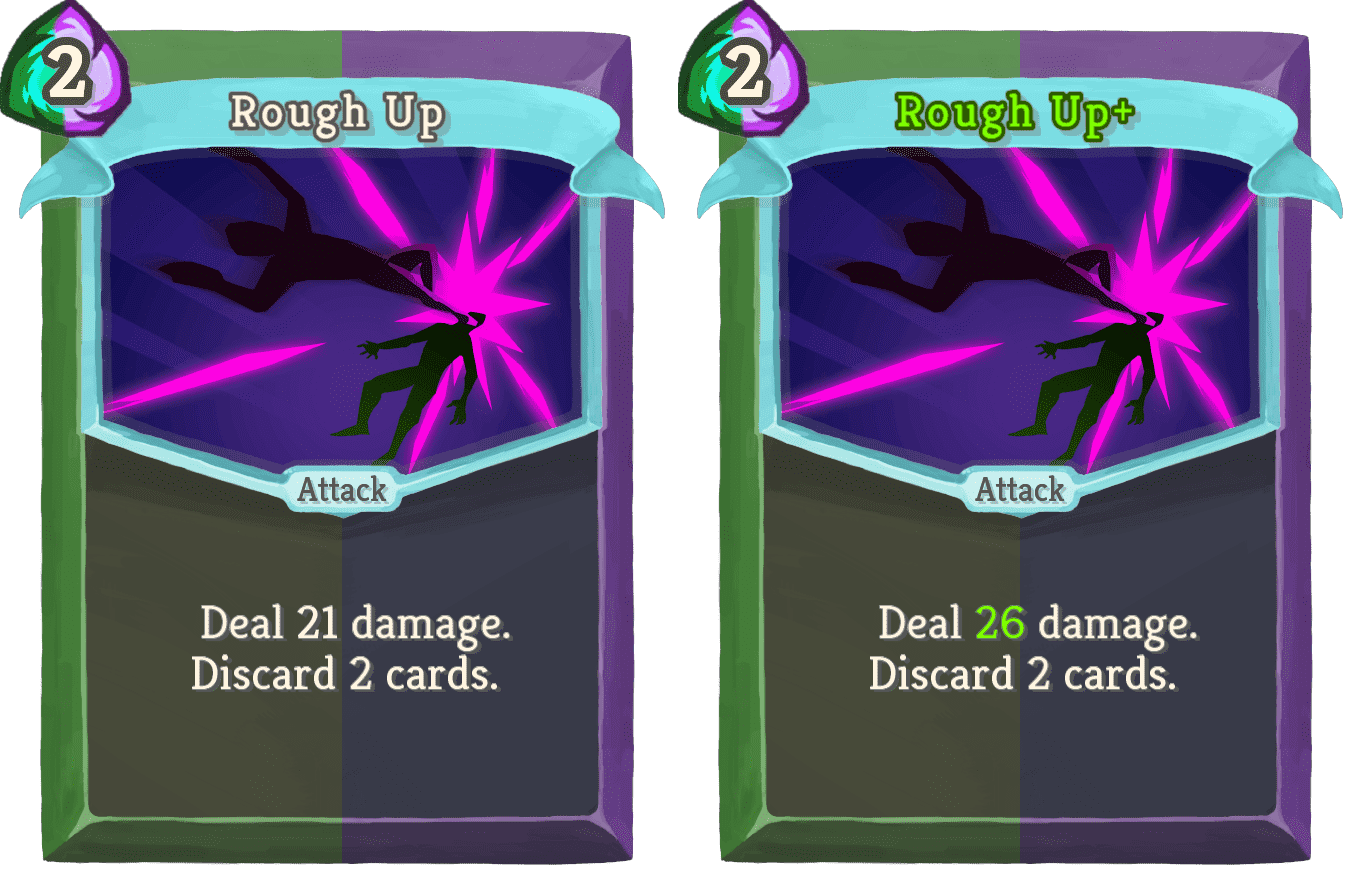 2
Rough Up
Attack
Deal 21 damage.
Discard 2 cards.
2
Rough Up+
Attack
Deal 26 damage.
Discard 2 cards.